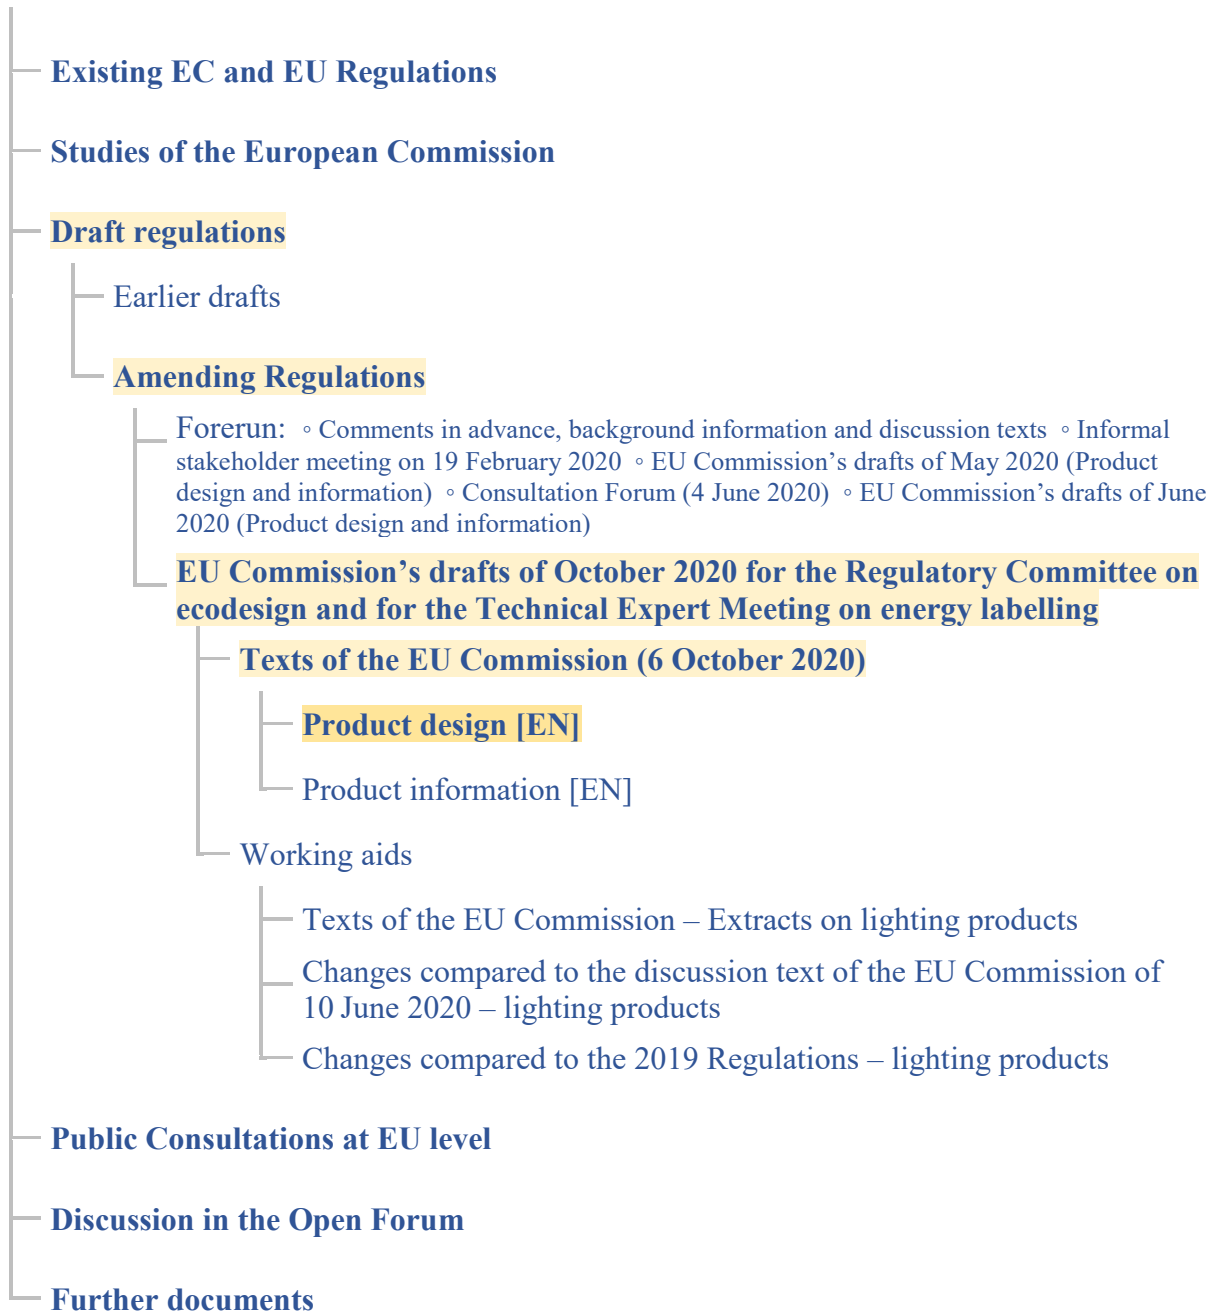 Existing EC and EU Regulations
Studies of the European Commission
Draft regulations
Earlier drafts
Amending Regulations
Forerun: ◦ Comments in advance, background information and discussion texts ◦ Informal
stakeholder meeting on 19 February 2020 ◦ EU Commission’s drafts of May 2020 (Product
design and information) ◦ Consultation Forum (4 June 2020) ◦ EU Commission’s drafts of June
2020 (Product design and information)
EU Commission’s drafts of October 2020 for the Regulatory Committee on
ecodesign and for the Technical Expert Meeting on energy labelling
Texts of the EU Commission (6 October 2020)
Product design [EN]
Product information [EN]
Working aids
Texts of the EU Commission – Extracts on lighting products
Changes compared to the discussion text of the EU Commission of
10 June 2020 – lighting products
Changes compared to the 2019 Regulations – lighting products
Public Consultations at EU level
Discussion in the Open Forum
Further documents